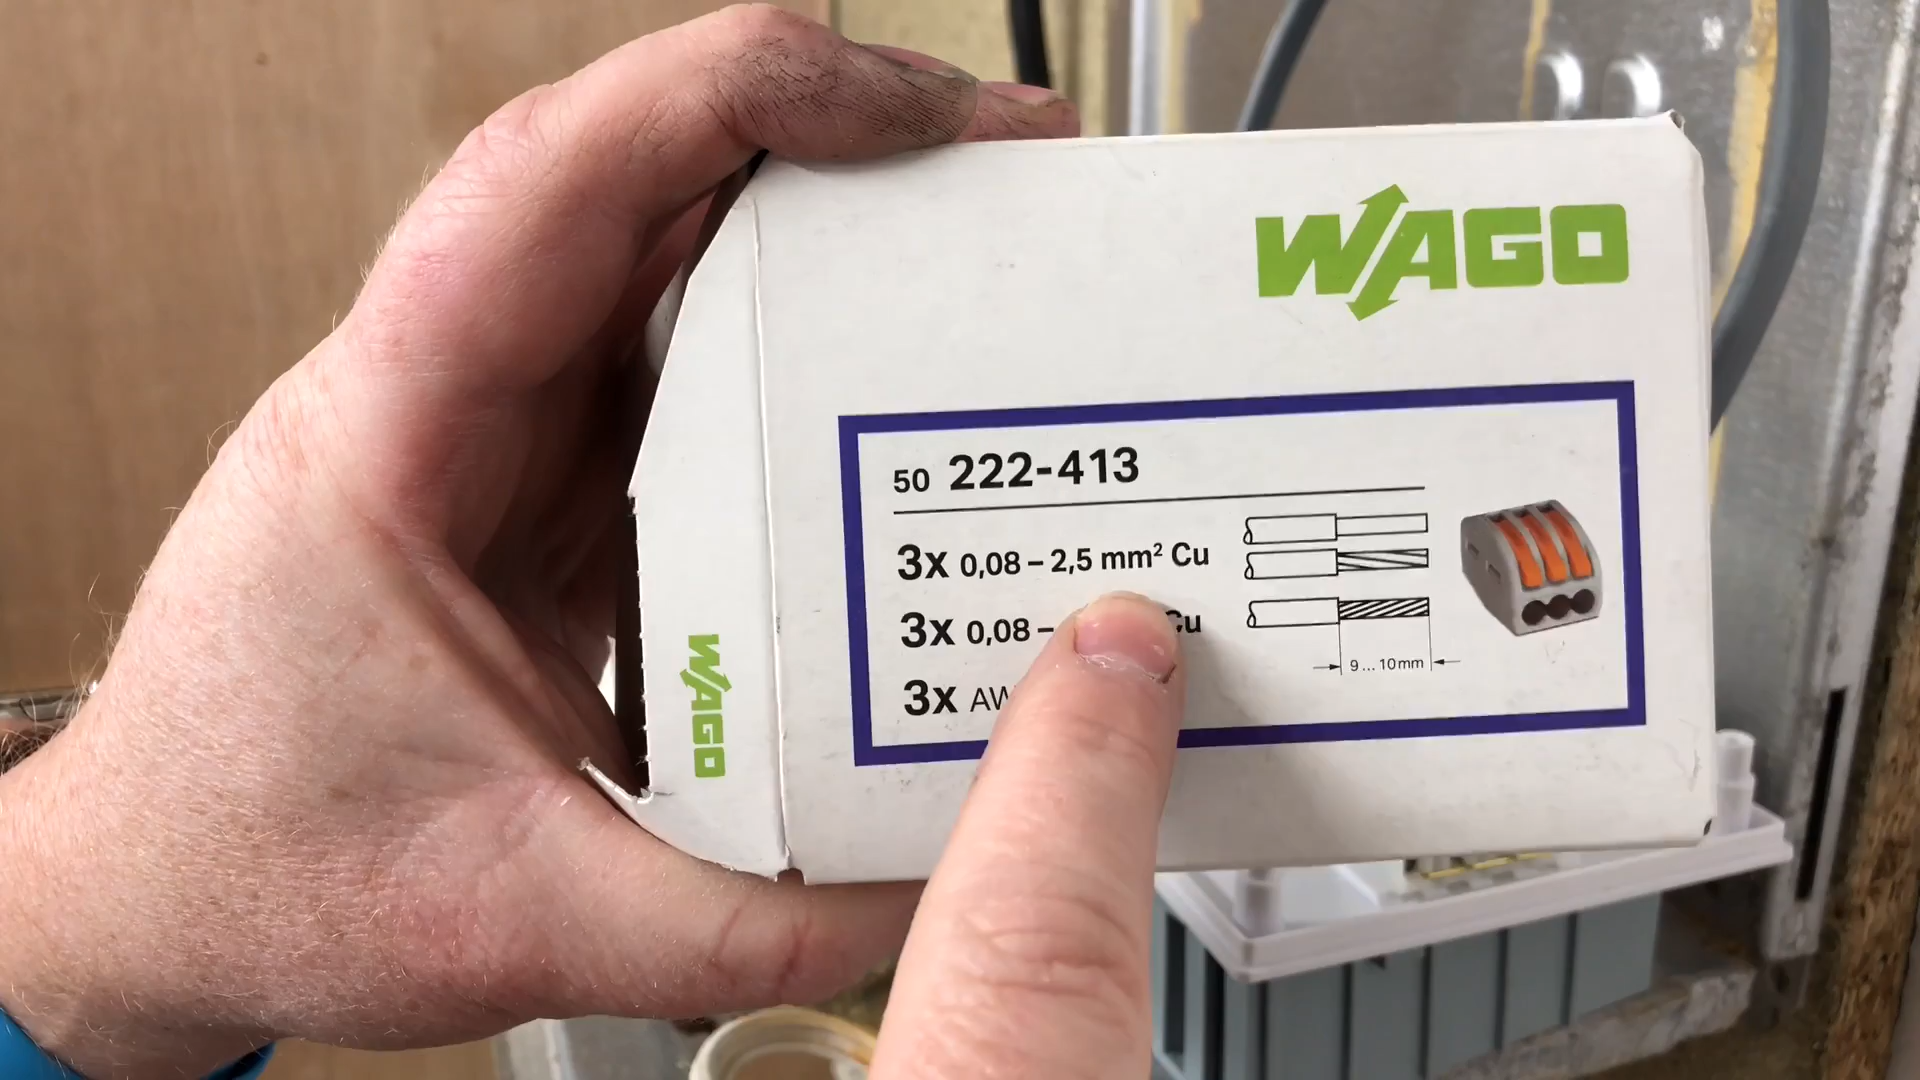 WAGO
50 222-413
3x 0,08 – 2,5 mm² Cu
3x 0,08 – Cu
3x
9...10mm
WAGO